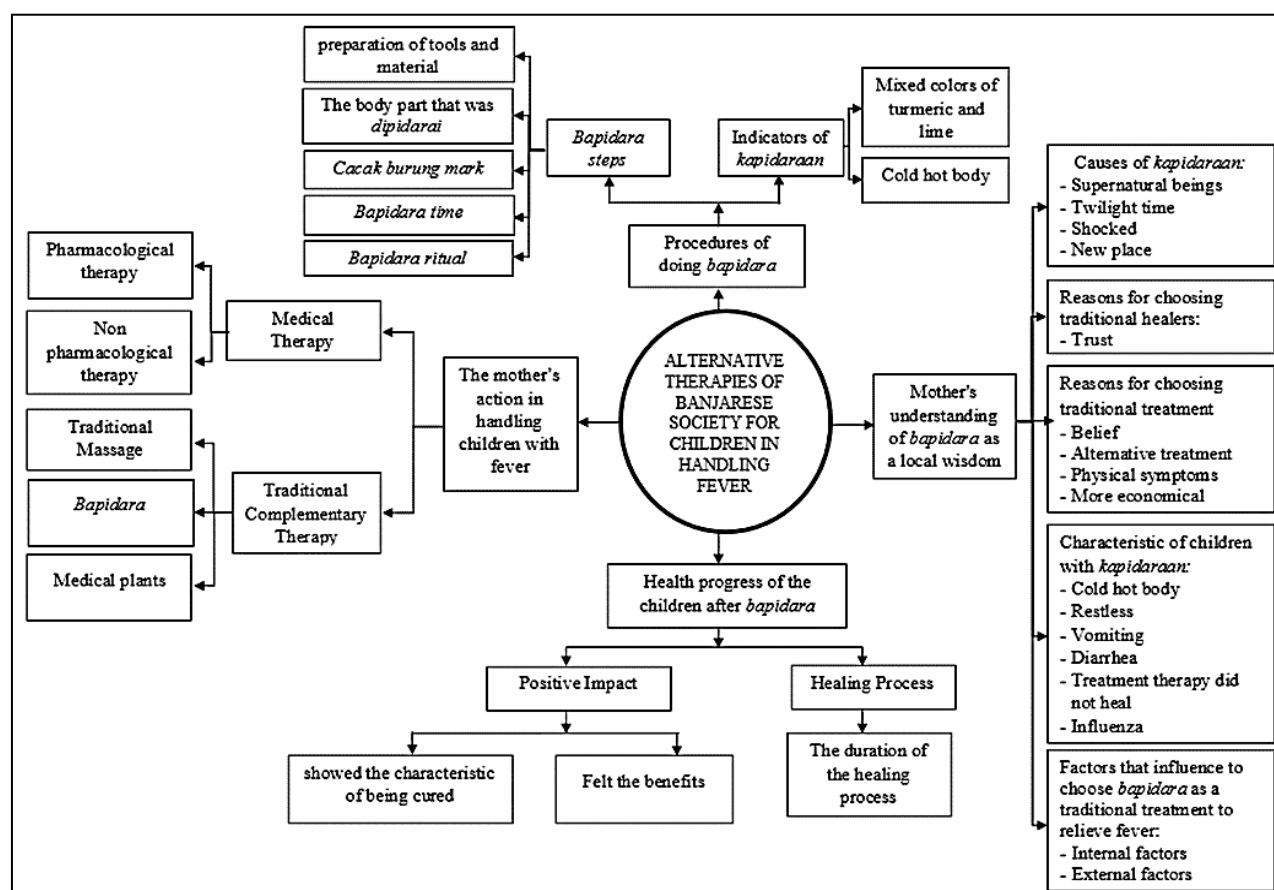 preparation of tools and
material
The body part that was
dipidarai
Cacak burung mark
Bapidara time
Bapidara ritual
Bapidara
steps
Indicators of
kapidaraan
Mixed colors of
turmeric and
lime
Cold hot body
Procedures of
doing bapidara
Pharmacological
therapy
Non
pharmacological
therapy
Medical
Therapy
Traditional
Massage
Bapidara
Medical plants
Traditional
Complementary
Therapy
The mother's
action in
handling
children with
fever
ALTERNATIVE
THERAPIES OF
BANJARESE
SOCIETY FOR
CHILDREN IN
HANDLING
FEVER
Mother's
understanding
of bapidara as
a local wisdom
Causes of kapidaraan:
- Supernatural beings
- Twilight time
- Shocked
- New place
Reasons for choosing
traditional healers:
- Trust
Reasons for choosing
traditional treatment
- Belief
- Alternative treatment
- Physical symptoms
- More economical
Characteristic of children
with kapidaraan:
- Cold hot body
- Restless
- Vomiting
- Diarrhea
- Treatment therapy did
not heal
- Influenza
Factors that influence to
choose bapidara as a
traditional treatment to
relieve fever:
- Internal factors
- External factors
Health progress of the
children after bapidara
Positive Impact
Healing Process
showed the characteristic
of being cured
Felt the benefits
The duration of
the healing
process